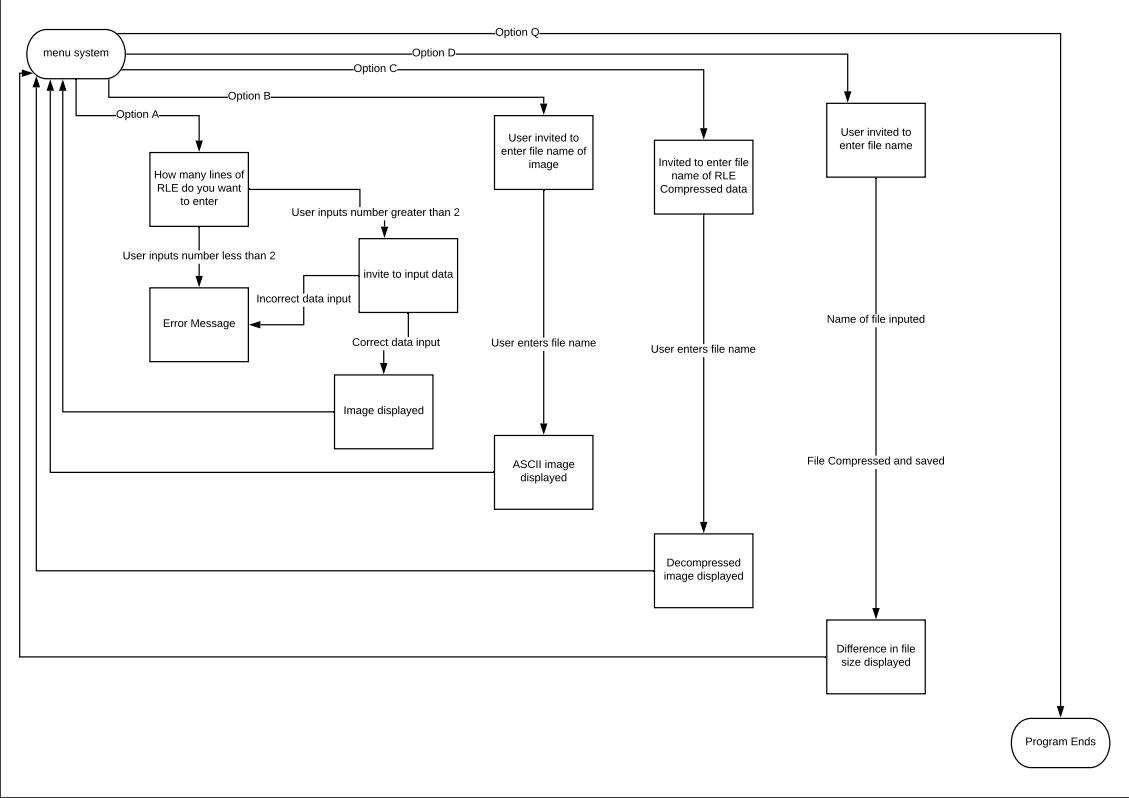 Option Q
menu system
Option D
Option C
Option B
Option A
User invited to
enter file name of
image
User invited to
enter file name
Invited to enter file
name of RLE
Compressed data
How many lines of
RLE do you want
to enter
User inputs number greater than 2
User inputs number less than 2
invite to input data
Incorrect data input
Error Message
Name of file inputed
Correct data input
User enters file name
User enters file name
Image displayed
File Compressed and saved
ASCII image
displayed
Decompressed
image displayed
Difference in file
size displayed
Program Ends